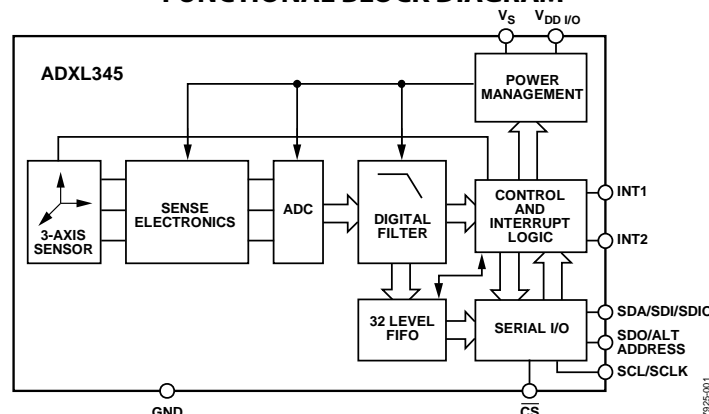 FUNCTIONAL BLOCK DIAGRAM
VS VDD I/O
ADXL345
POWER
MANAGEMENT
3-AXIS
SENSOR
SENSE
ELECTRONICS
ADC
DIGITAL
FILTER
CONTROL
AND
INTERRUPT
LOGIC
INT1
INT2
32 LEVEL
FIFO
SERIAL I/O
SDA/SDI/SDIO
SDO/ALT
ADDRESS
SCL/SCLK
GND
CS